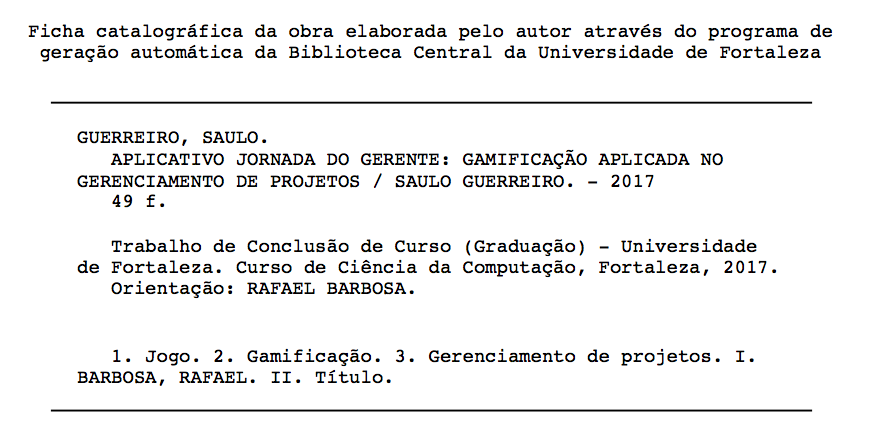 Ficha catalográfica da obra elaborada pelo autor através do programa de
geração automática da Biblioteca Central da Universidade de Fortaleza
GUERREIRO, SAULO.
APLICATIVO JORNADA DO GERENTE: GAMIFICAÇÃO APLICADA NO
GERENCIAMENTO DE PROJETOS / SAULO GUERREIRO. - 2017
49 f.
Trabalho de Conclusão de Curso (Graduação) - Universidade
de Fortaleza. Curso de Ciência da Computação, Fortaleza, 2017.
Orientação: RAFAEL BARBOSA.
1. Jogo. 2. Gamificação. 3. Gerenciamento de projetos. I.
BARBOSA, RAFAEL. II. Título.